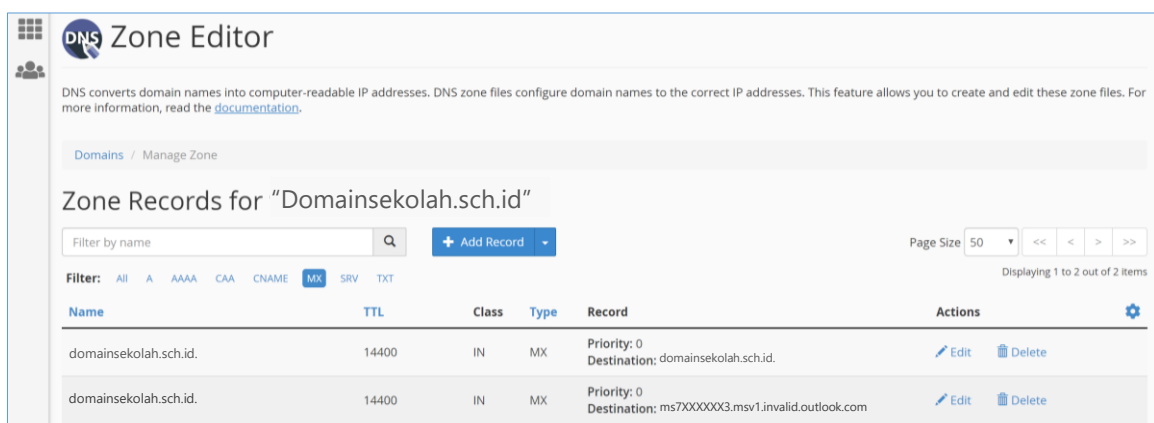 DNS Zone Editor
DNS converts domain names into computer-readable IP addresses. DNS zone files configure domain names to the correct IP addresses. This feature allows you to create and edit these zone files. For
more information, read the documentation.
Domains / Manage Zone
Zone Records for “Domainsekolah.sch.id”
Filter by name + Add Record Page Size 50 << < > >>
Filter: All A AAAA CAA CNAME MX SRV TXT Displaying 1 to 2 out of 2 items
Name TTL Class Type Record Actions
domainsekolah.sch.id. 14400 IN MX Priority: 0 Edit Delete
Destination: domainsekolah.sch.id.
domainsekolah.sch.id. 14400 IN MX Priority: 0 Edit Delete
Destination: ms7XXXXXX3.msv1.invalid.outlook.com